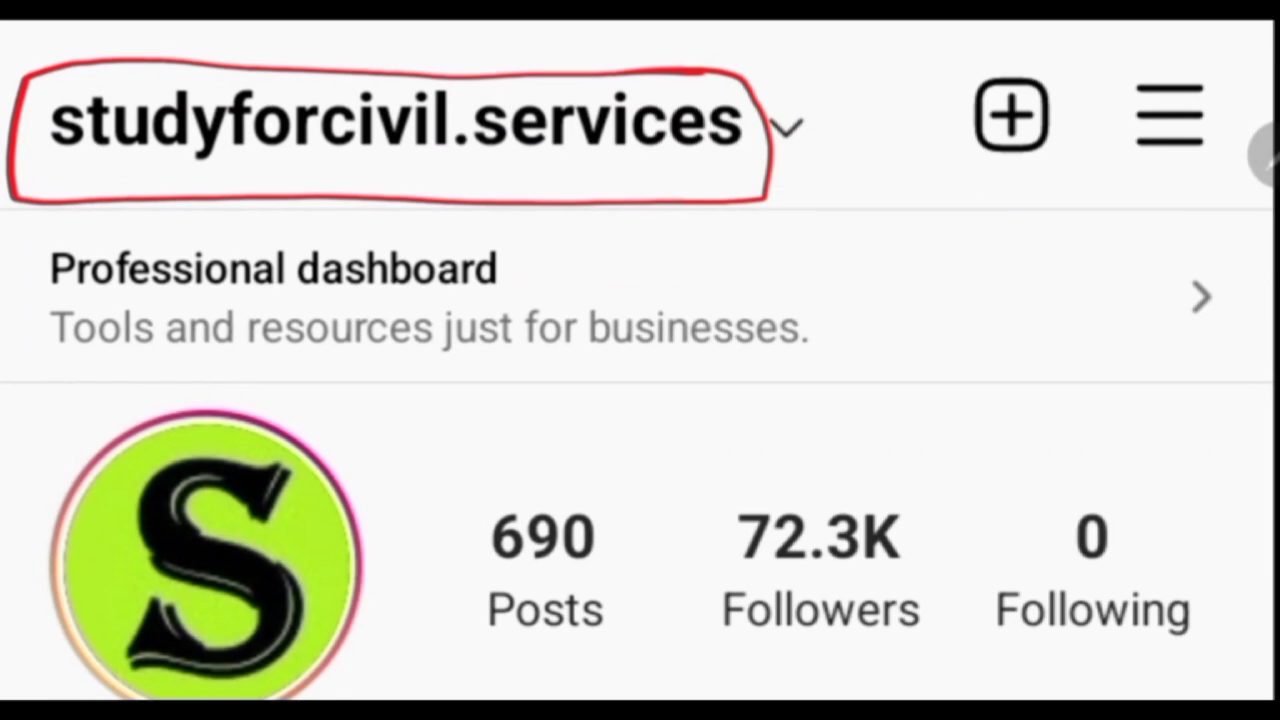 studyforcivil.services
Professional dashboard
Tools and resources just for businesses.
S
690 72.3K 0
Posts Followers Following